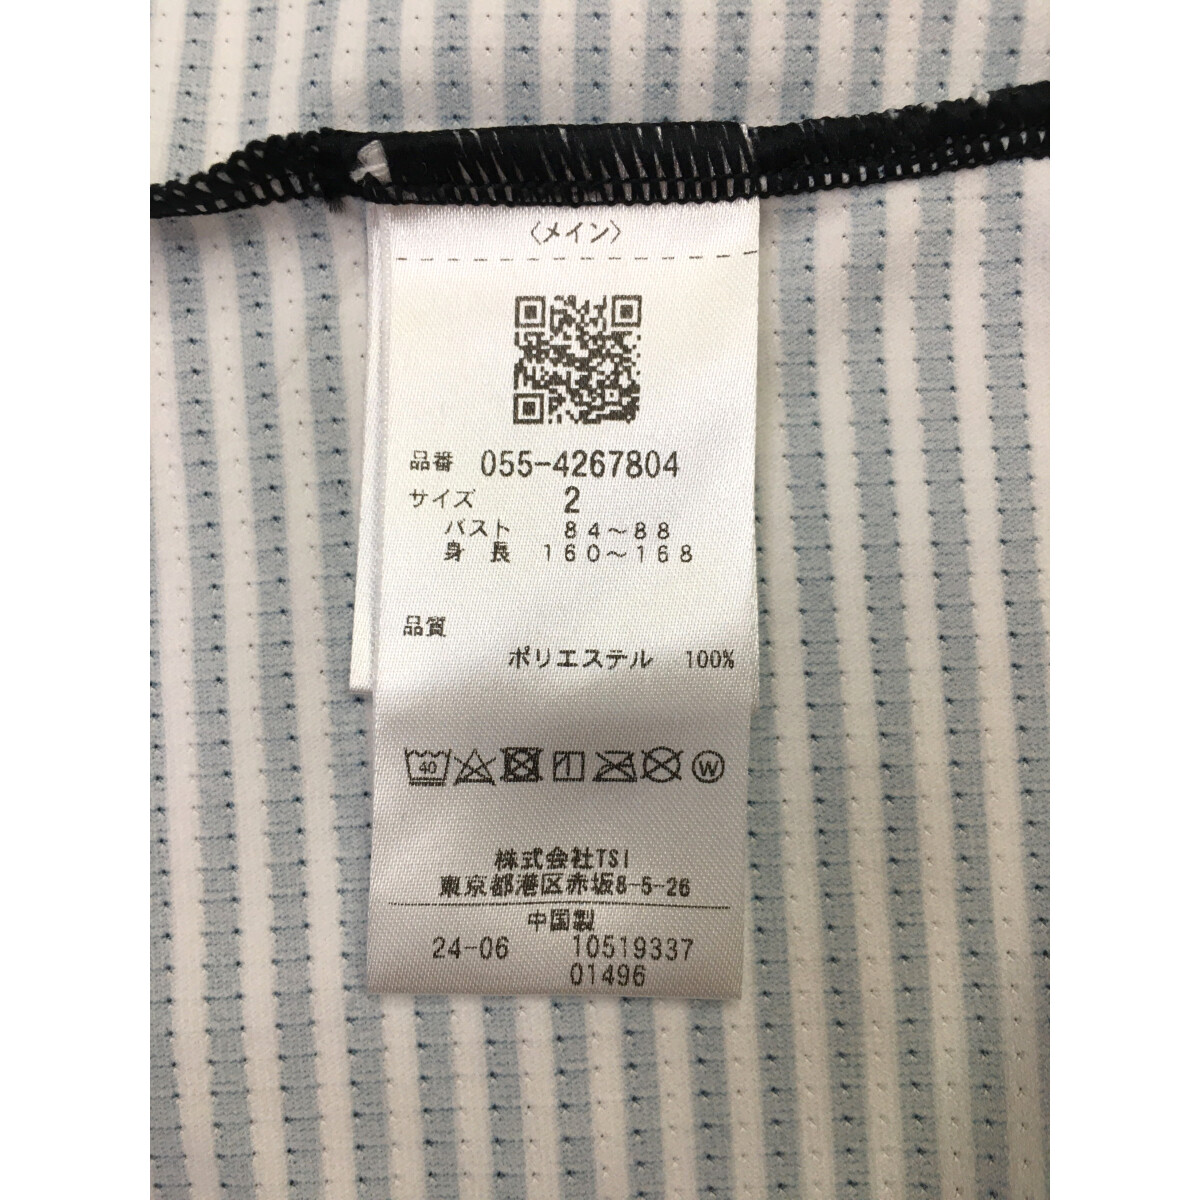 〈メイン〉
品番 055-4267804
サイズ 2
バスト 84～88
身長 160～168
品質
ポリエステル 100%
40 W
株式会社TSI
東京都港区赤坂8-5-26
中国製
24-06 10519337
01496